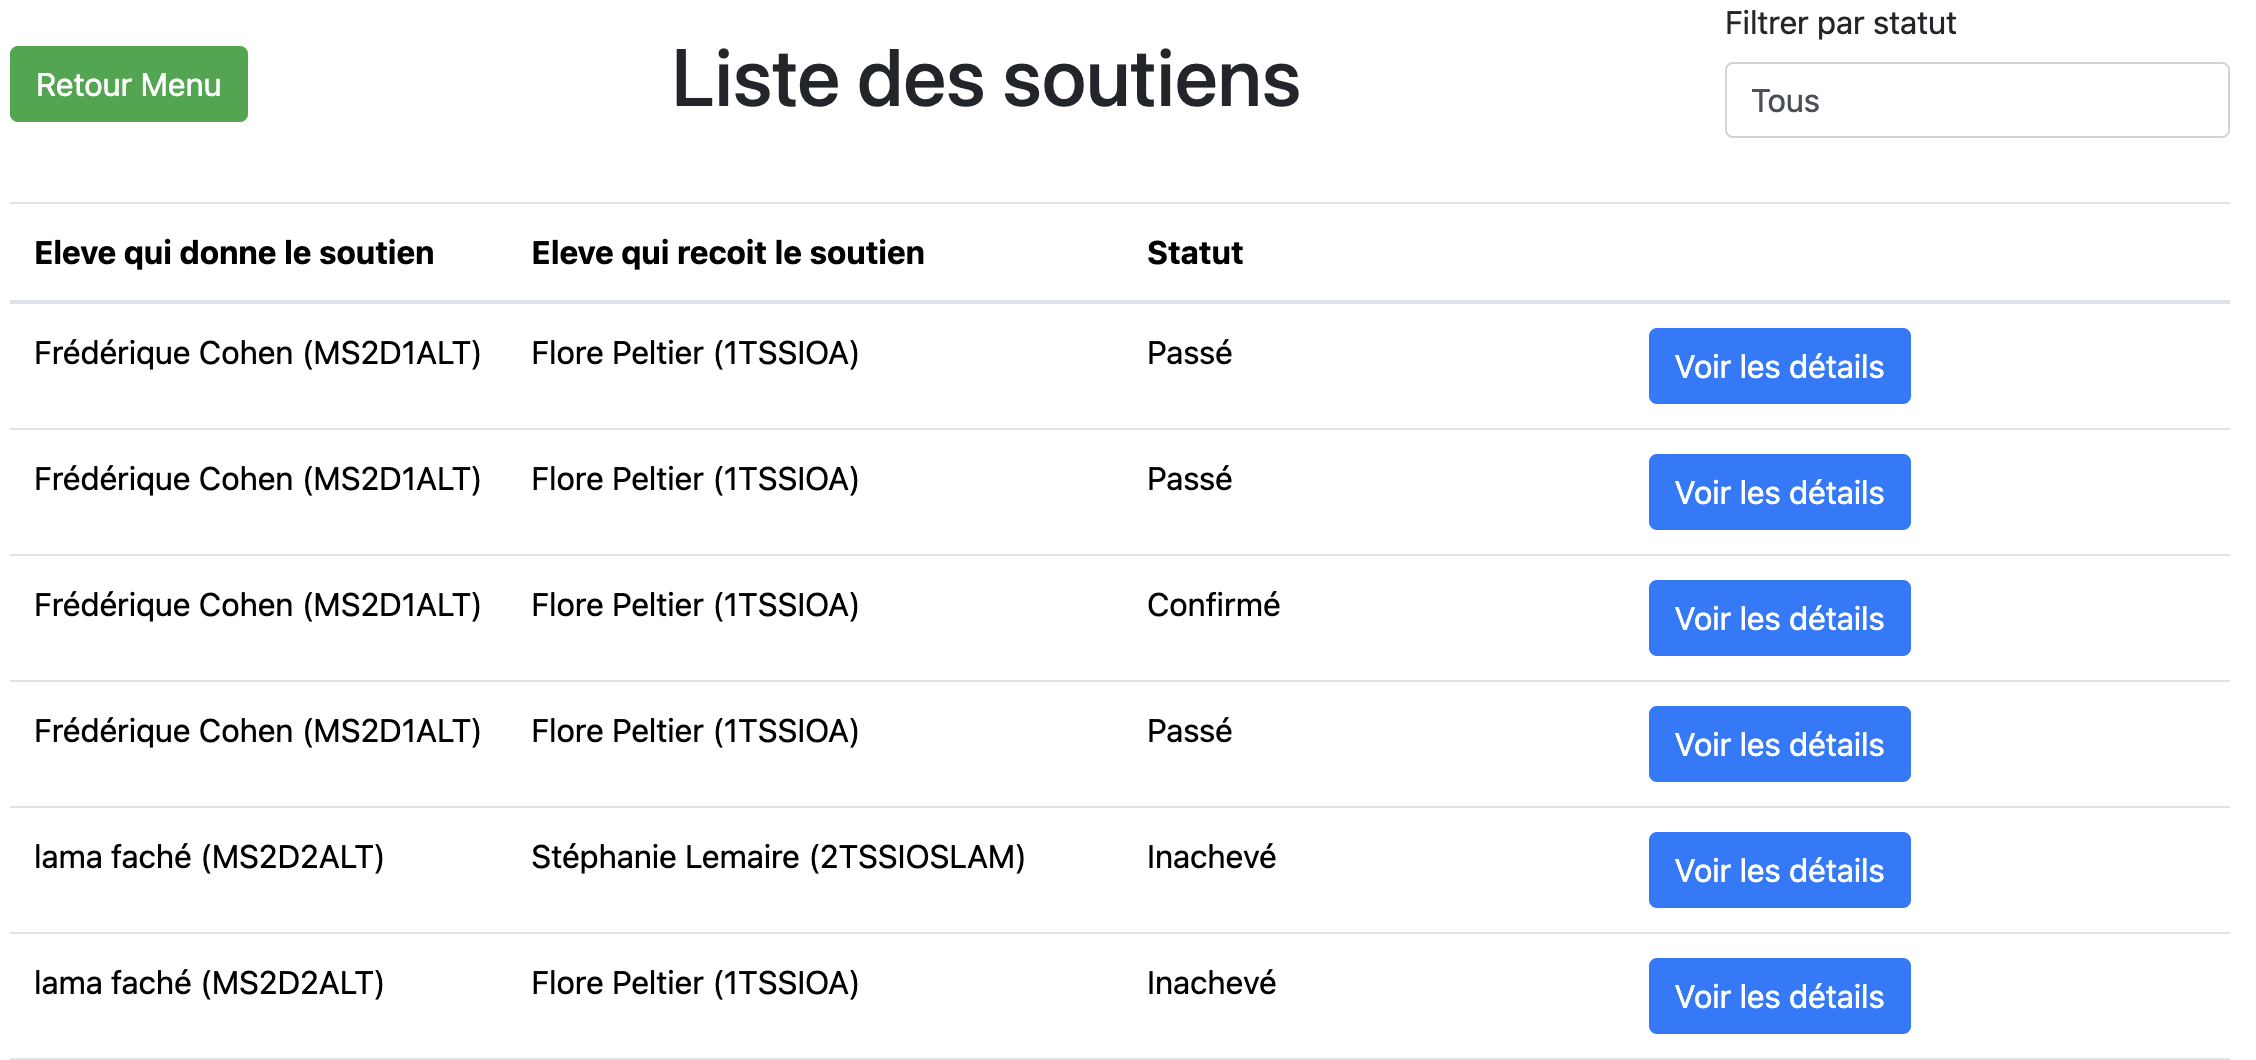 Filtrer par statut
Retour Menu
Liste des soutiens
Tous
Eleve qui donne le soutien Eleve qui recoit le soutien Statut
Frédérique Cohen (MS2D1ALT) Flore Peltier (1TSSIOA) Passé Voir les détails
Frédérique Cohen (MS2D1ALT) Flore Peltier (1TSSIOA) Passé Voir les détails
Frédérique Cohen (MS2D1ALT) Flore Peltier (1TSSIOA) Confirmé Voir les détails
Frédérique Cohen (MS2D1ALT) Flore Peltier (1TSSIOA) Passé Voir les détails
lama faché (MS2D2ALT) Stéphanie Lemaire (2TSSIOSLAM) Inachevé Voir les détails
lama faché (MS2D2ALT) Flore Peltier (1TSSIOA) Inachevé Voir les détails